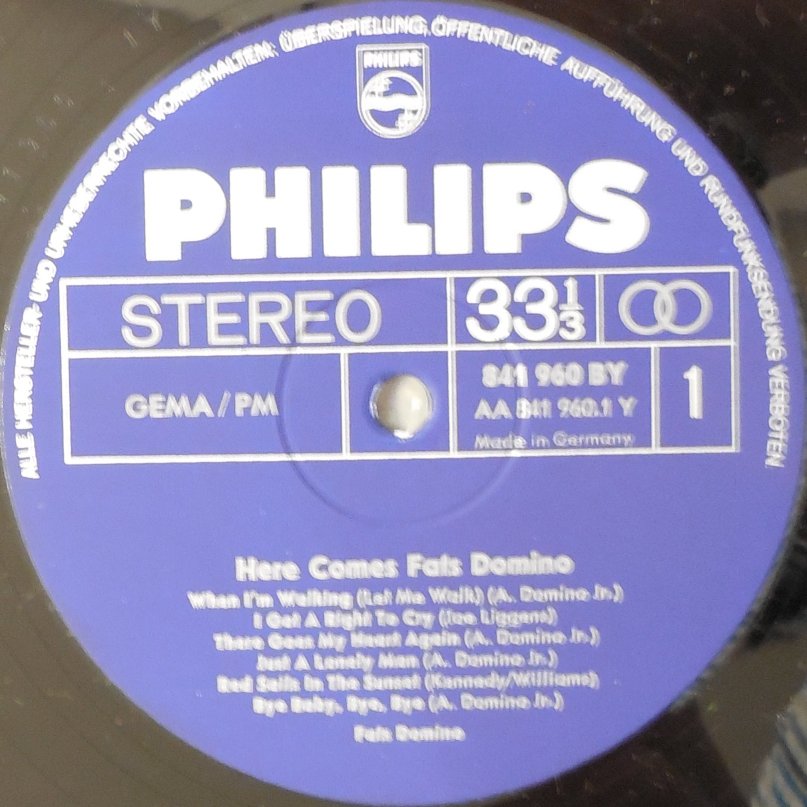 ALLE HERSTELLER- UND URHEBERRECHTE VORBEHALTEN: ÜBERSPIELUNG, ÖFFENTLICHE AUFFÜHRUNG UND RUNDFUNKSENDUNG VERBOTEN
PHILIPS
PHILIPS
STEREO
33 1/3
GEMA/PM
841 960 BY
AA 841 960.1 Y
Made in Germany
1
Here Comes Fats Domino
When I'm Walking (Let Me Walk) (A. Domino Jr.)
I Got A Right To Cry (Joe Liggens)
There Goes My Heart Again (A. Domino Jr.)
Just A Lonely Man (A. Domino Jr.)
Red Sails In The Sunset (Kennedy/Williams)
Bye Baby, Bye, Bye (A. Domino Jr.)
Fats Domino